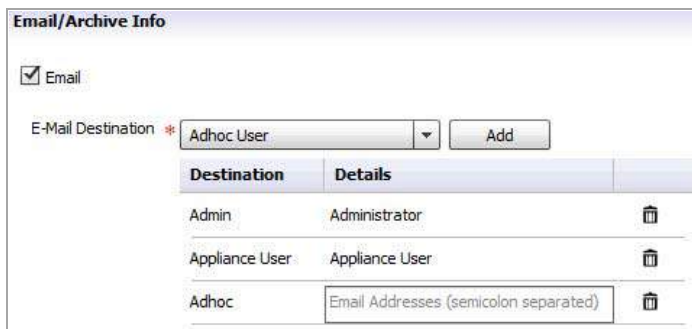 Email/Archive Info
Email
E-Mail Destination * Adhoc User Add
Destination Details
Admin Administrator
Appliance User Appliance User
Adhoc Email Addresses (semicolon separated)